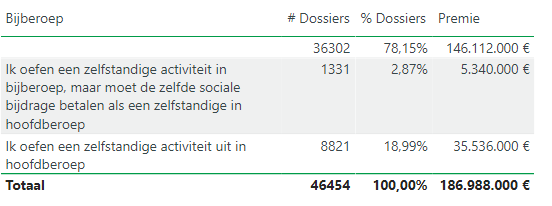 Bijberoep # Dossiers % Dossiers Premie
36302 78,15% 146.112.000 €
Ik oefen een zelfstandige activiteit in 1331 2,87% 5.340.000 €
bijberoep, maar moet de zelfde sociale
bijdrage betalen als een zelfstandige in
hoofdberoep
Ik oefen een zelfstandige activiteit uit in 8821 18,99% 35.536.000 €
hoofdberoep
Totaal 46454 100,00% 186.988.000 €